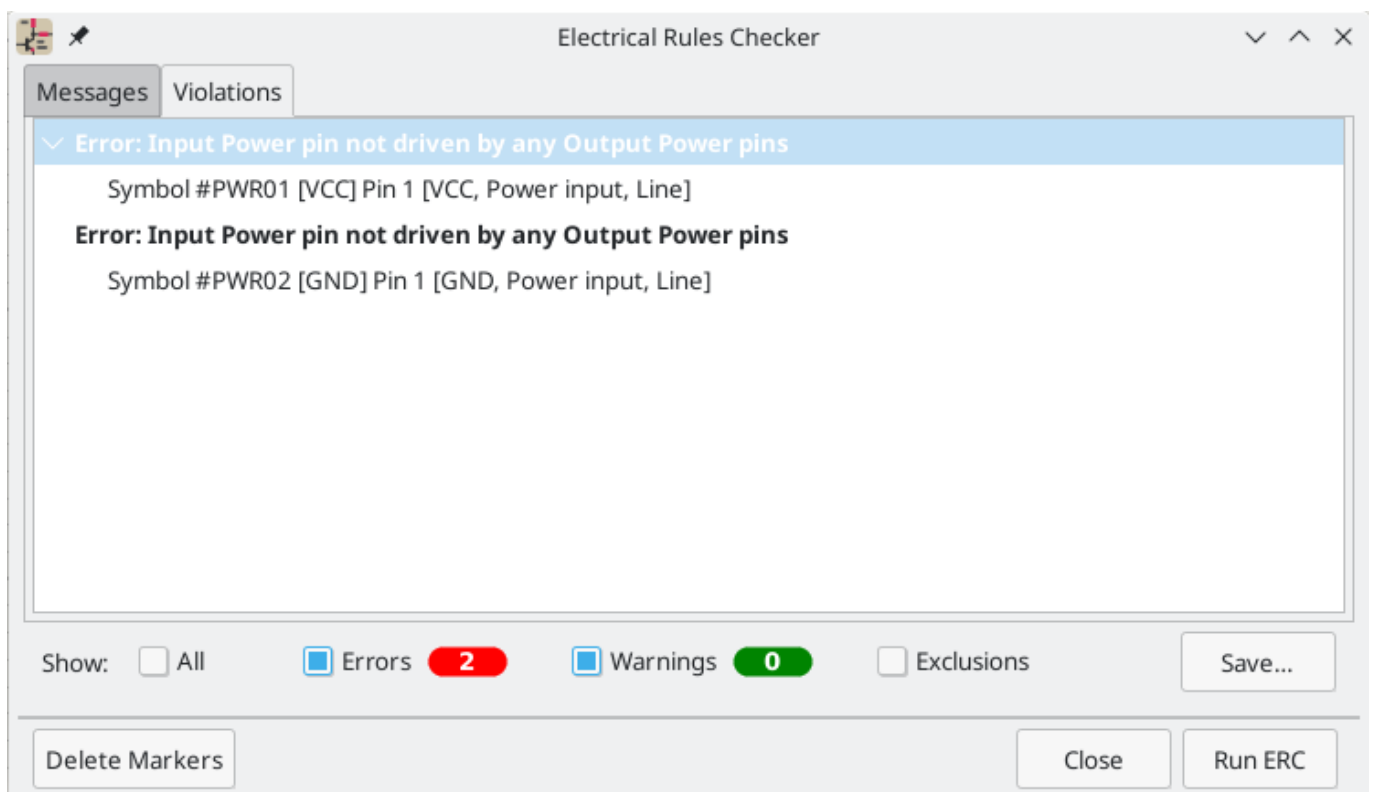 Electrical Rules Checker
Messages Violations
Error: Input Power pin not driven by any Output Power pins
Symbol #PWR01 [VCC] Pin 1 [VCC, Power input, Line]
Error: Input Power pin not driven by any Output Power pins
Symbol #PWR02 [GND] Pin 1 [GND, Power input, Line]
Show: All Errors 2 Warnings 0 Exclusions Save...
Delete Markers Close Run ERC